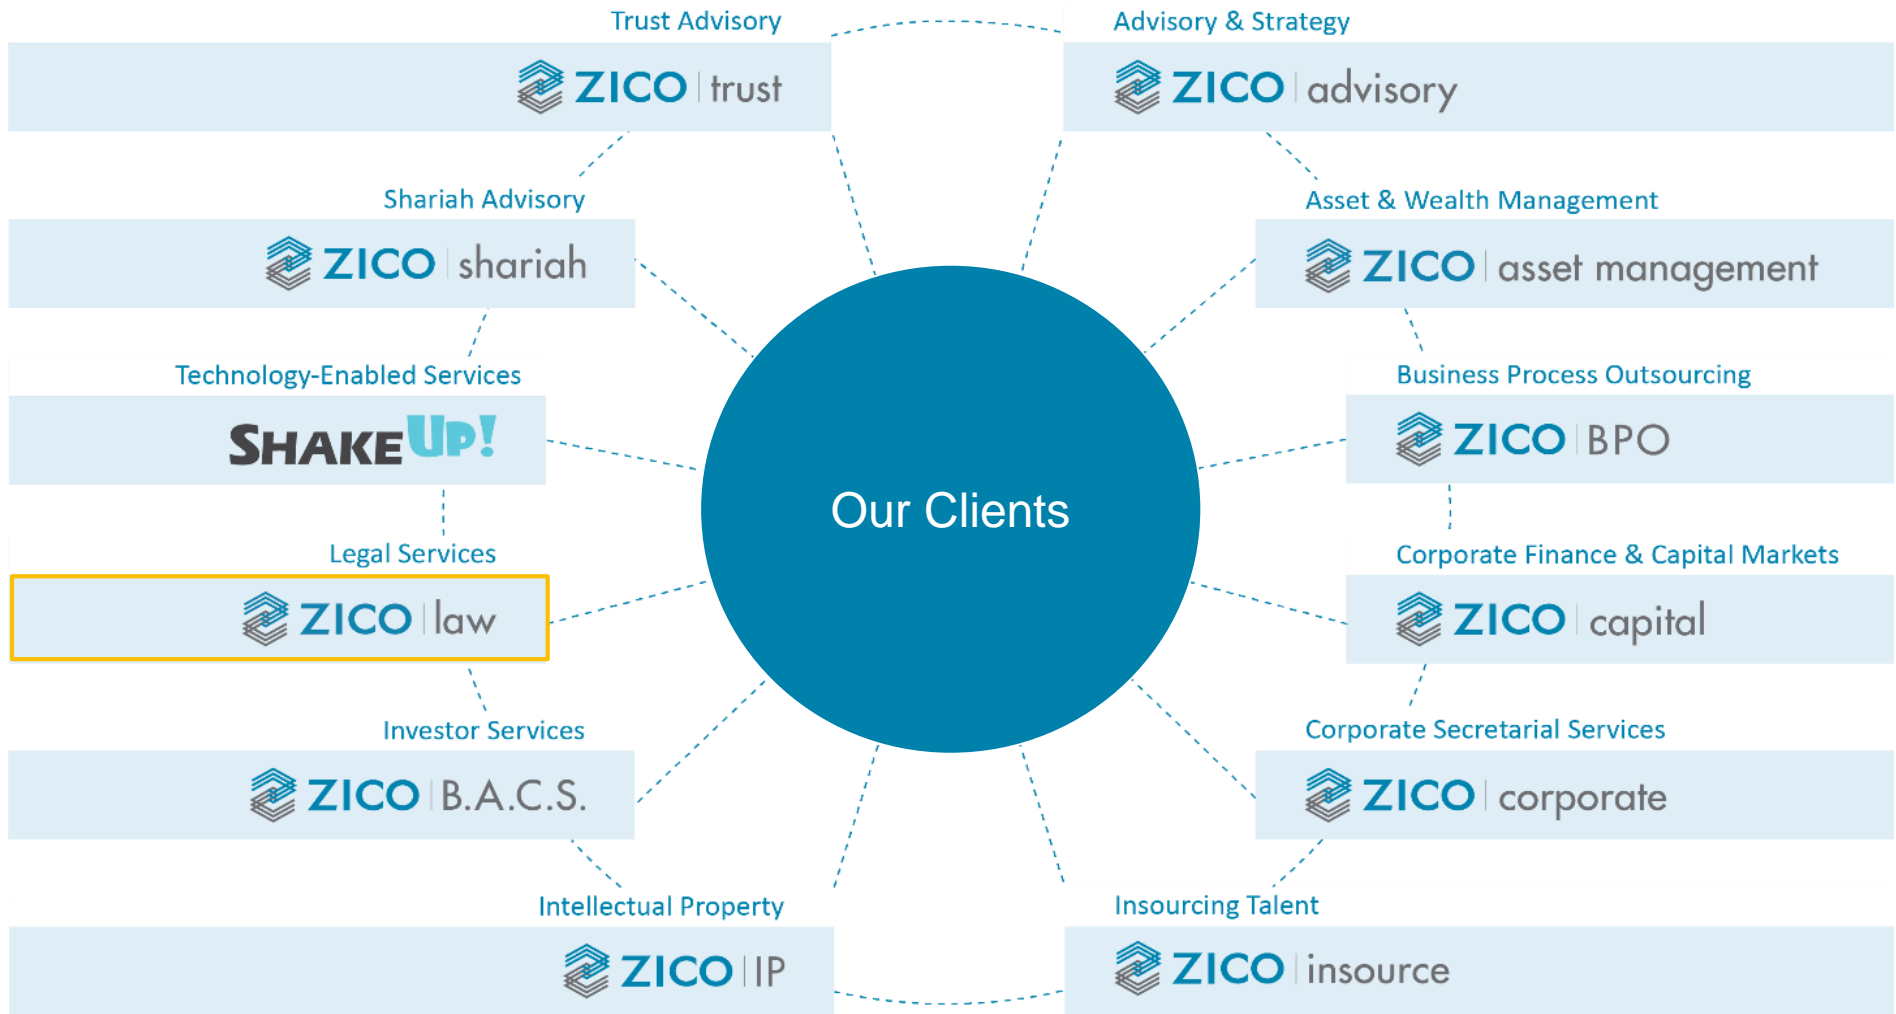 Trust Advisory
ZICO | trust
Advisory & Strategy
ZICO | advisory
Shariah Advisory
ZICO | shariah
Asset & Wealth Management
ZICO | asset management
Technology-Enabled Services
SHAKEUP!
Business Process Outsourcing
ZICO | BPO
Our Clients
Legal Services
ZICO | law
Corporate Finance & Capital Markets
ZICO | capital
Investor Services
ZICO | B.A.C.S.
Corporate Secretarial Services
ZICO | corporate
Intellectual Property
ZICO | IP
Insourcing Talent
ZICO | insource